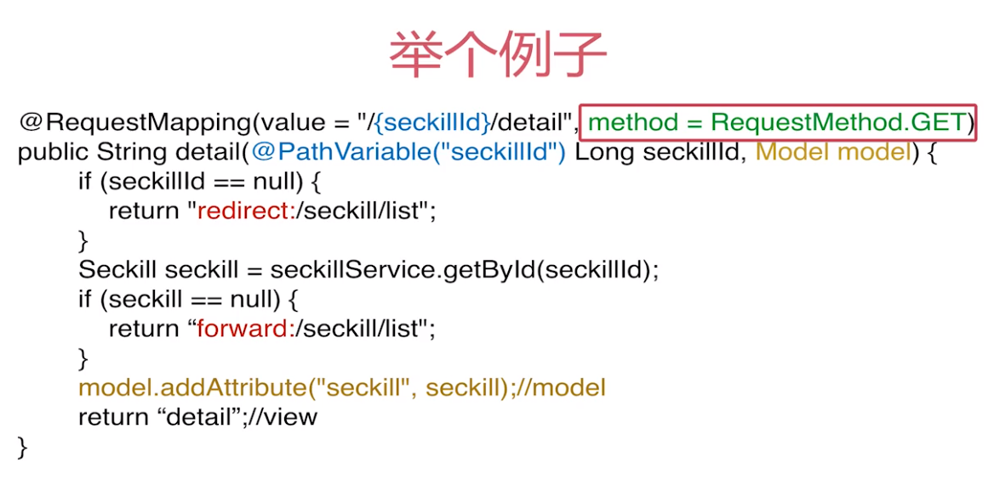 举个例子
@RequestMapping(value = "/{seckillId}/detail", method = RequestMethod.GET)
public String detail(@PathVariable("seckillId") Long seckillId, Model model) {
if (seckillId == null) {
return "redirect:/seckill/list";
}
Seckill seckill = seckillService.getById(seckillId);
if (seckill == null) {
return “forward:/seckill/list";
}
model.addAttribute("seckill", seckill);//model
return “detail”;//view
}